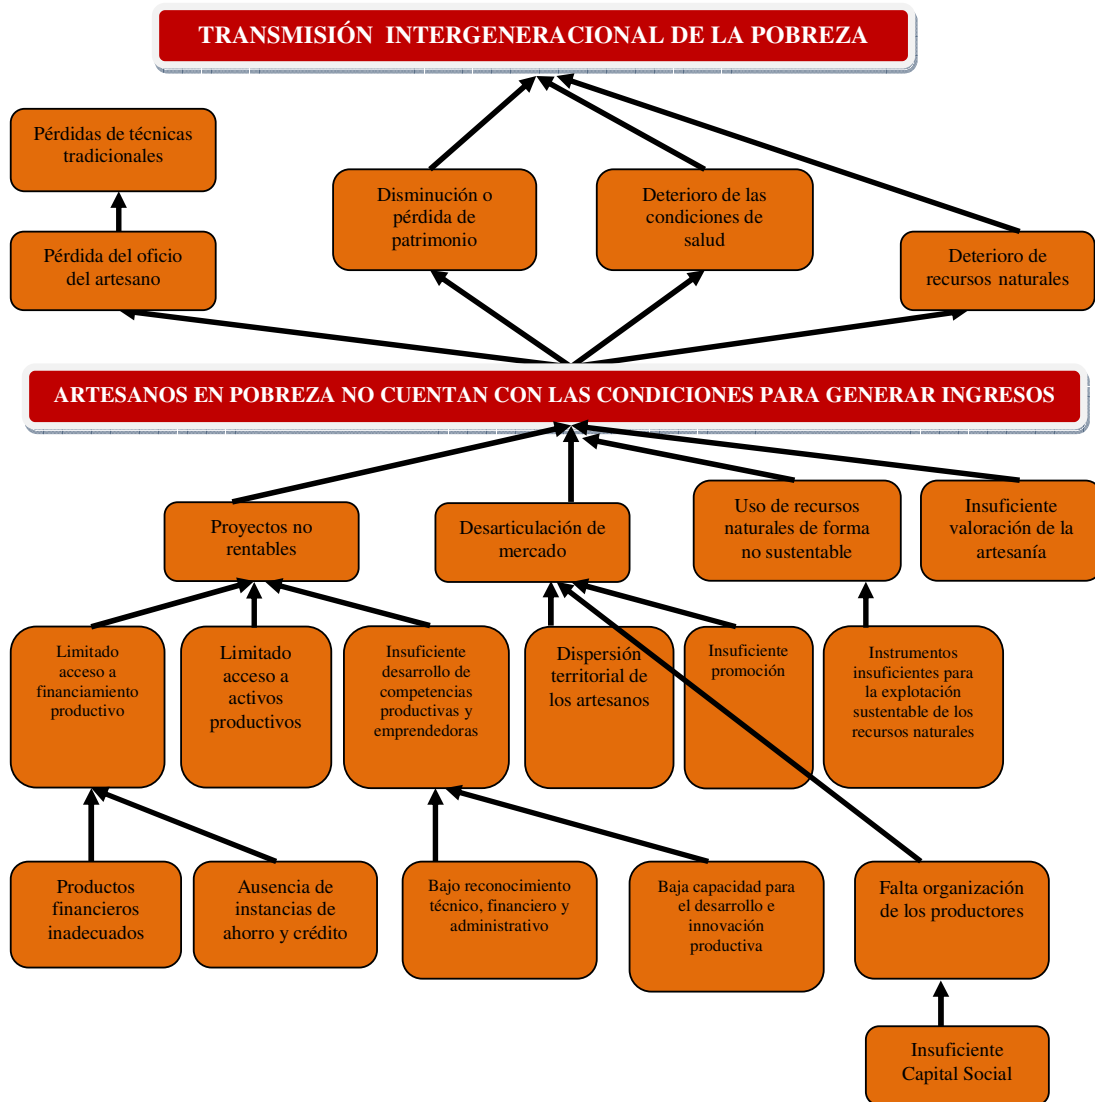 TRANSMISIÓN INTERGENERACIONAL DE LA POBREZA
Pérdidas de técnicas
tradicionales
Disminución o
pérdida de
patrimonio
Deterioro de las
condiciones de
salud
Pérdida del oficio
del artesano
Deterioro de
recursos naturales
ARTESANOS EN POBREZA NO CUENTAN CON LAS CONDICIONES PARA GENERAR INGRESOS
Proyectos no
rentables
Desarticulación de
mercado
Uso de recursos
naturales de forma
no sustentable
Insuficiente
valoración de la
artesanía
Limitado
acceso a
financiamiento
productivo
Limitado
acceso a
activos
productivos
Insuficiente
desarrollo de
competencias
productivas y
emprendedoras
Dispersión
territorial de
los artesanos
Insuficiente
promoción
Instrumentos
insuficientes para
la explotación
sustentable de los
recursos naturales
Productos
financieros
inadecuados
Ausencia de
instancias de
ahorro y crédito
Bajo reconocimiento
técnico, financiero y
administrativo
Baja capacidad para
el desarrollo e
innovación
productiva
Falta organización
de los productores
Insuficiente
Capital Social